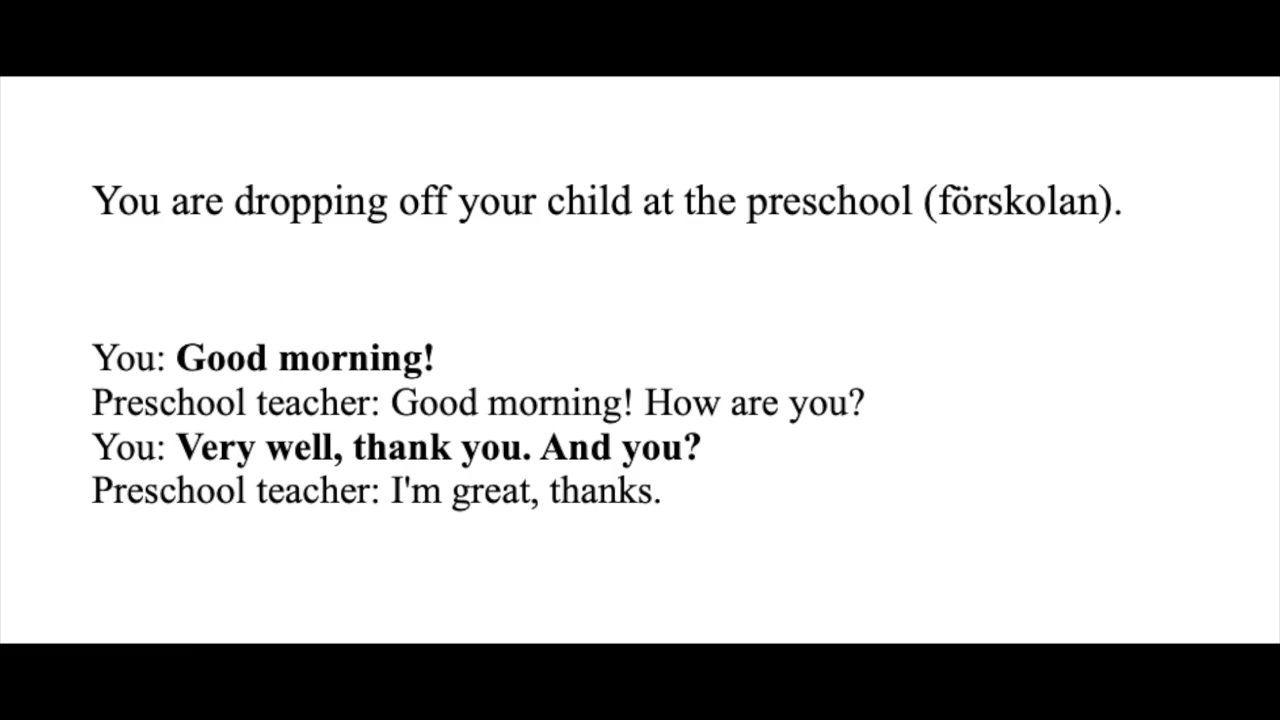 You are dropping off your child at the preschool (förskolan).
You: Good morning!
Preschool teacher: Good morning! How are you?
You: Very well, thank you. And you?
Preschool teacher: I'm great, thanks.